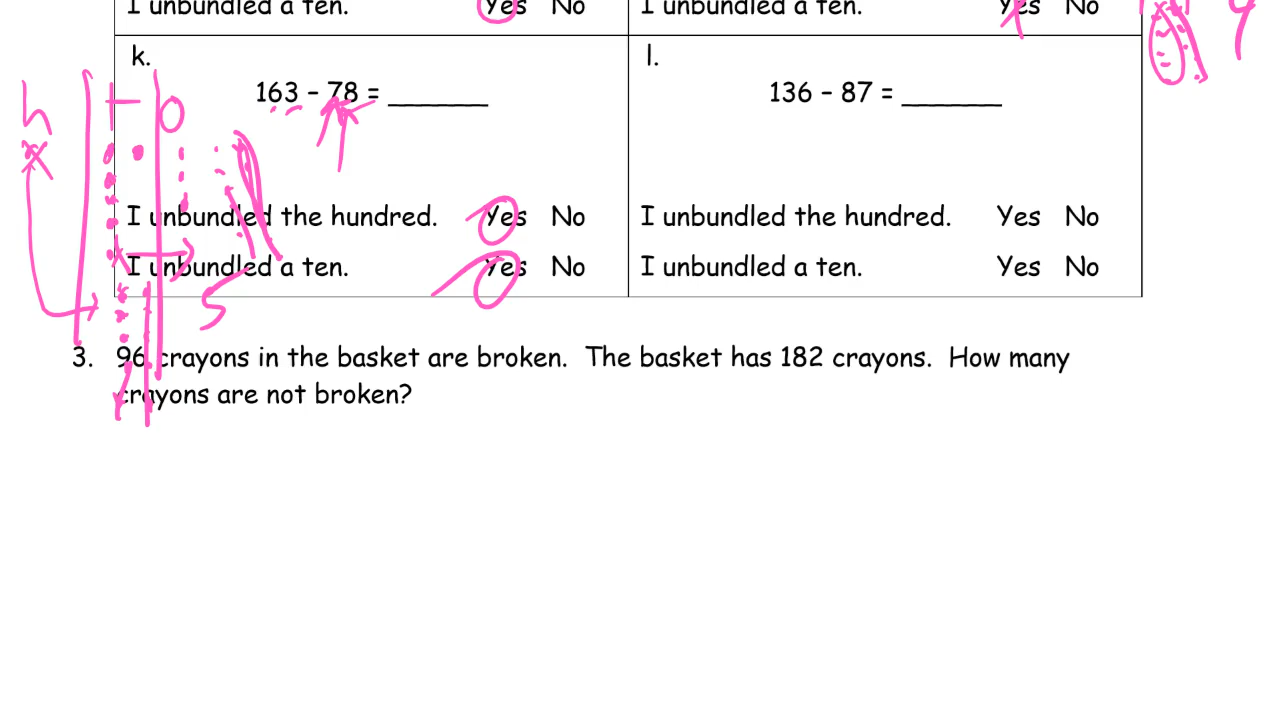 I unbundled a ten. Yes No
I unbundled a ten. Yes No
9
k.
163 – 78 = ______
h t o
I unbundled the hundred. Yes No
I unbundled a ten. Yes No
5
l.
136 – 87 = ______
I unbundled the hundred. Yes No
I unbundled a ten. Yes No
3. 96 crayons in the basket are broken. The basket has 182 crayons. How many
crayons are not broken?